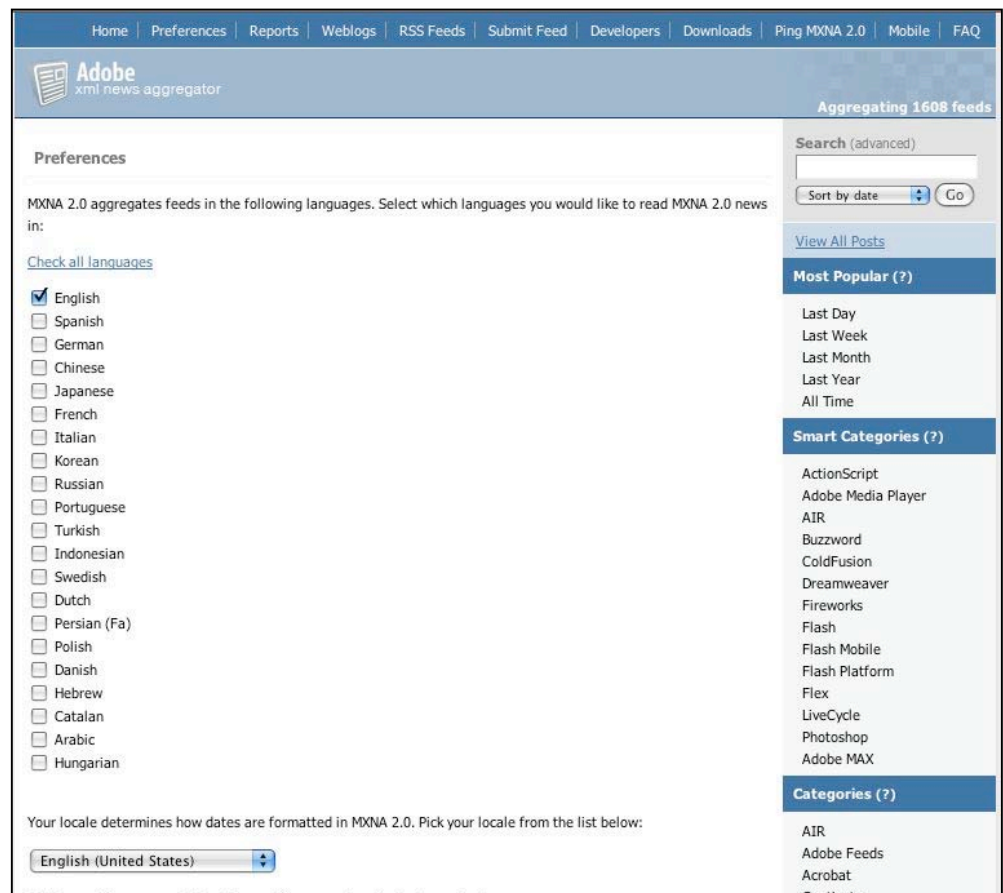 Home | Preferences | Reports | Weblogs | RSS Feeds | Submit Feed | Developers | Downloads | Ping MXNA 2.0 | Mobile | FAQ
Adobe
xml news aggregator
Aggregating 1608 feeds
Preferences
MXNA 2.0 aggregates feeds in the following languages. Select which languages you would like to read MXNA 2.0 news
in:
Check all languages
English
Spanish
German
Chinese
Japanese
French
Italian
Korean
Russian
Portuguese
Turkish
Indonesian
Swedish
Dutch
Persian (Fa)
Polish
Danish
Hebrew
Catalan
Arabic
Hungarian
Your locale determines how dates are formatted in MXNA 2.0. Pick your locale from the list below:
English (United States)
Search (advanced)
Sort by date
Go
View All Posts
Most Popular (?)
Last Day
Last Week
Last Month
Last Year
All Time
Smart Categories (?)
ActionScript
Adobe Media Player
AIR
Buzzword
ColdFusion
Dreamweaver
Fireworks
Flash
Flash Mobile
Flash Platform
Flex
LiveCycle
Photoshop
Adobe MAX
Categories (?)
AIR
Adobe Feeds
Acrobat